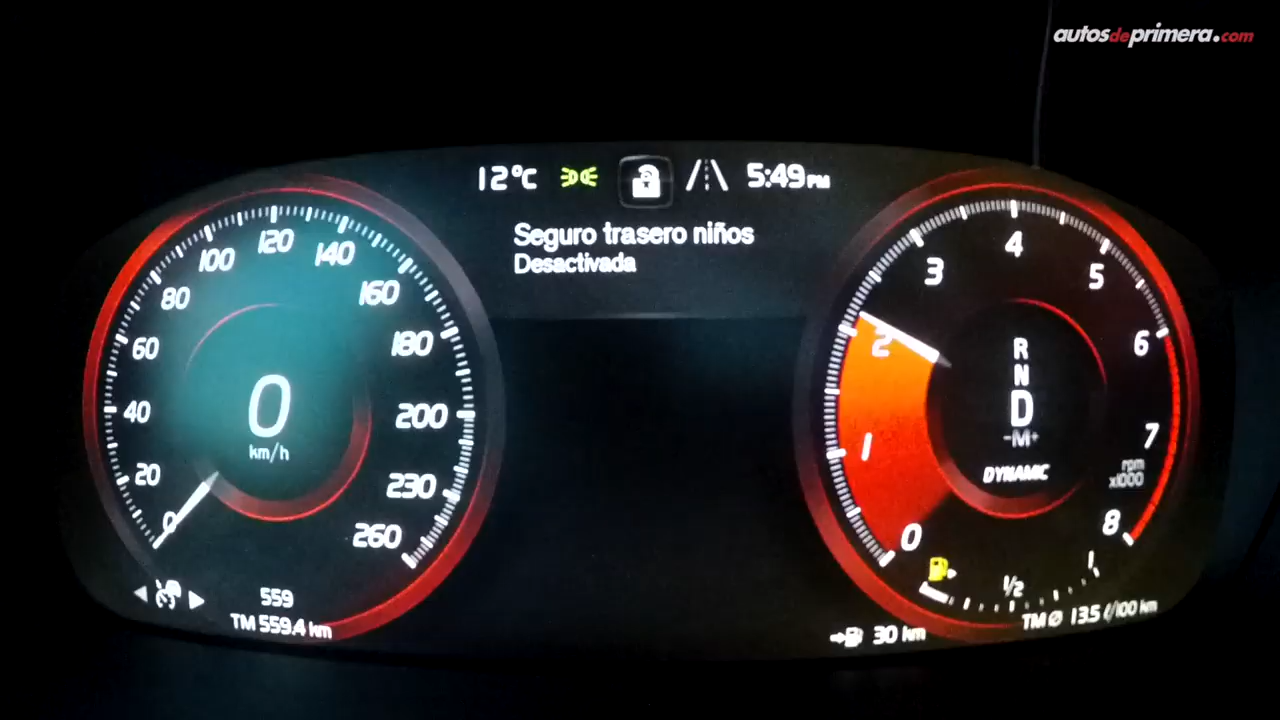 autosdeprimera.com
12°C 5:49 PM
Seguro trasero niños
Desactivada
0 20 40 60 80 100 120 140 160 180 200 230 260
0
km/h
559
TM 559.4 km
0 1 2 3 4 5 6 7 8
rpm
x1000
R
N
D
-M+
DYNAMIC
1/2 1
30 km
TM Ø 13.5 ℓ/100 km